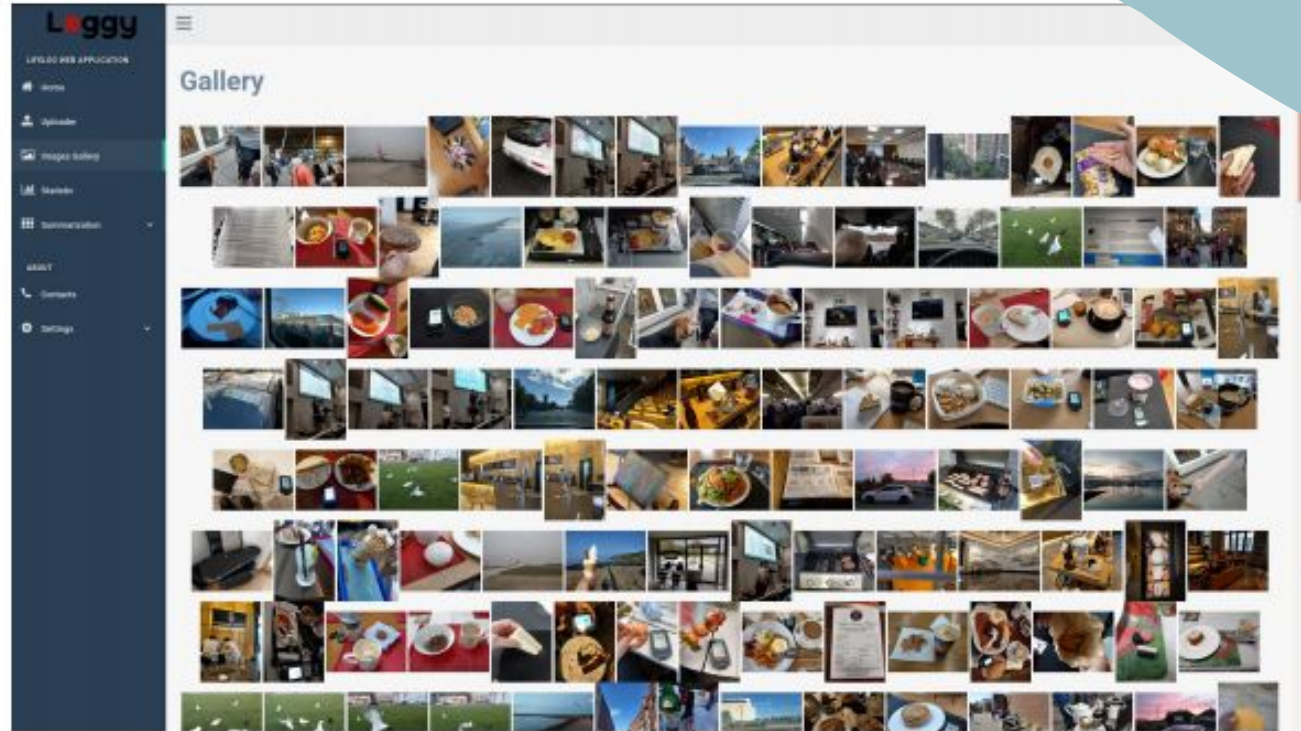 Loggy
LIFELOG WEB APPLICATION
Home
Uploader
Images Gallery
Statistic
Summarization
ABOUT
Contacts
Settings
Gallery